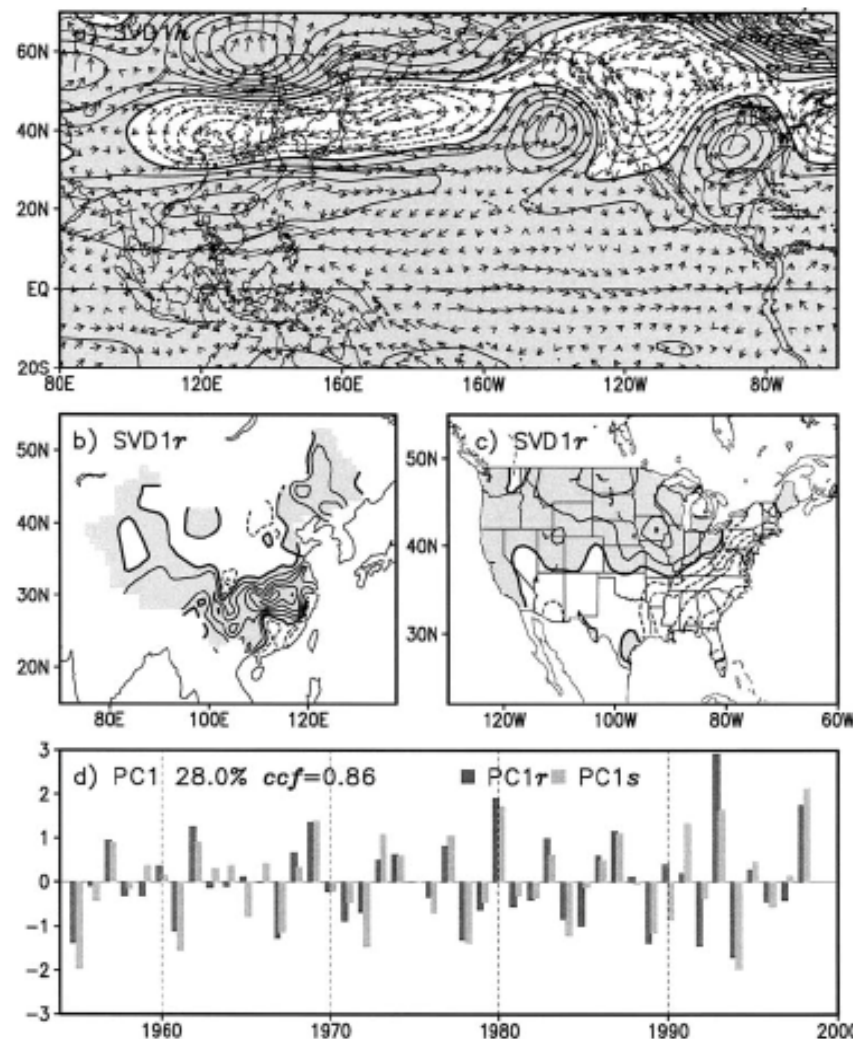 a) SVD1h
60N
40N
20N
EQ
20S
80E 120E 160E 160W 120W 80W
b) SVD1r
50N
40N
30N
20N
80E 100E 120E
c) SVD1r
50N
40N
30N
120W 100W 80W 60W
d) PC1 28.0% ccf=0.86 PC1r PC1s
3
2
1
0
-1
-2
-3
1960 1970 1980 1990 2000